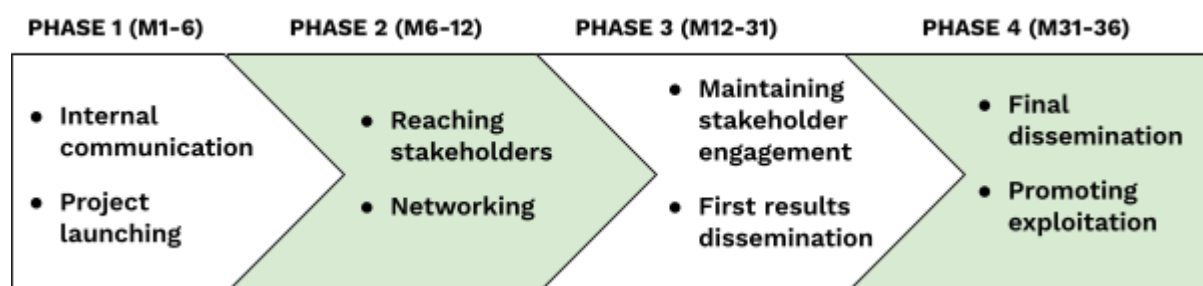 PHASE 1 (M1-6)
PHASE 2 (M6-12)
PHASE 3 (M12-31)
PHASE 4 (M31-36)
● Internal
communication
● Project
launching
● Reaching
stakeholders
● Networking
● Maintaining
stakeholder
engagement
● First results
dissemination
● Final
dissemination
● Promoting
exploitation